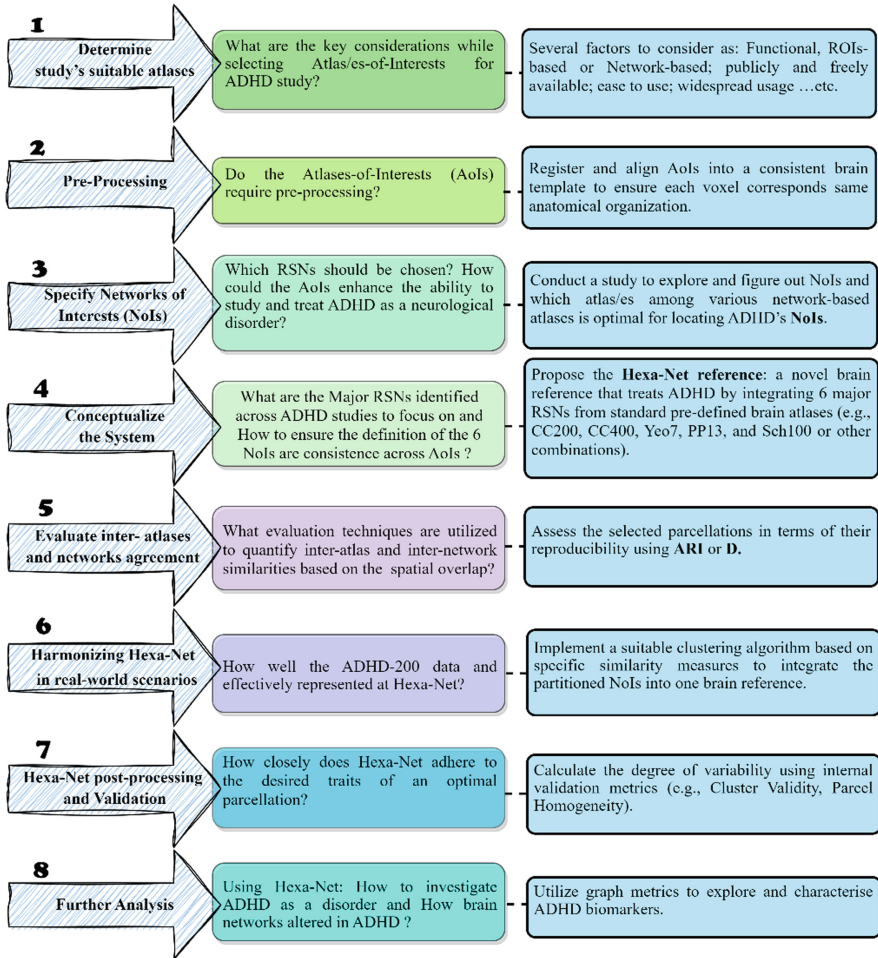 1
Determine
study's suitable atlases
What are the key considerations while
selecting Atlas/es-of-Interests for
ADHD study?
Several factors to consider as: Functional, ROIs-
based or Network-based; publicly and freely
available; ease to use; widespread usage …etc.
2
Pre-Processing
Do the Atlases-of-Interests (AoIs)
require pre-processing?
Register and align AoIs into a consistent brain
template to ensure each voxel corresponds same
anatomical organization.
3
Specify Networks of
Interests (NoIs)
Which RSNs should be chosen? How
could the AoIs enhance the ability to
study and treat ADHD as a neurological
disorder?
Conduct a study to explore and figure out NoIs and
which atlas/es among various network-based
atlases is optimal for locating ADHD's NoIs.
4
Conceptualize
the System
What are the Major RSNs identified
across ADHD studies to focus on and
How to ensure the definition of the 6
NoIs are consistence across AoIs ?
Propose the Hexa-Net reference: a novel brain
reference that treats ADHD by integrating 6 major
RSNs from standard pre-defined brain atlases (e.g.,
CC200, CC400, Yeo7, PP13, and Sch100 or other
combinations).
5
Evaluate inter- atlases
and networks agreement
What evaluation techniques are utilized
to quantify inter-atlas and inter-network
similarities based on the spatial overlap?
Assess the selected parcellations in terms of their
reproducibility using ARI or D.
6
Harmonizing Hexa-Net
in real-world scenarios
How well the ADHD-200 data and
effectively represented at Hexa-Net?
Implement a suitable clustering algorithm based on
specific similarity measures to integrate the
partitioned NoIs into one brain reference.
7
Hexa-Net post-processing
and Validation
How closely does Hexa-Net adhere to
the desired traits of an optimal
parcellation?
Calculate the degree of variability using internal
validation metrics (e.g., Cluster Validity, Parcel
Homogeneity).
8
Further Analysis
Using Hexa-Net: How to investigate
ADHD as a disorder and How brain
networks altered in ADHD ?
Utilize graph metrics to explore and characterise
ADHD biomarkers.